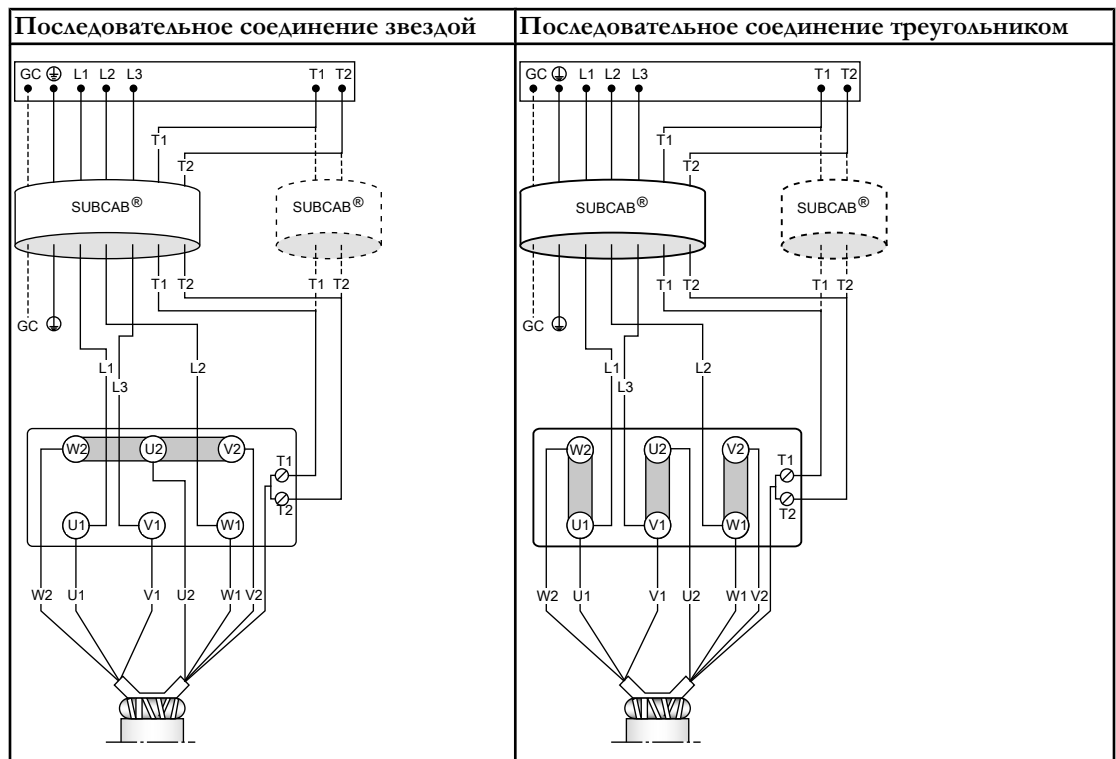 Последовательное соединение звездой
Последовательное соединение треугольником
GC L1 L2 L3 T1 T2
T1
T2
SUBCAB®
SUBCAB®
T1 T2 T1 T2
GC
L1 L2
L3
W2 U2 V2
T1
T2
U1 V1 W1
W2 U1 V1 U2 W1 V2
GC L1 L2 L3 T1 T2
T1
T2
SUBCAB®
SUBCAB®
T1 T2 T1 T2
GC
L1 L2
L3
W2 U2 V2
T1
T2
U1 V1 W1
W2 U1 V1 U2 W1 V2